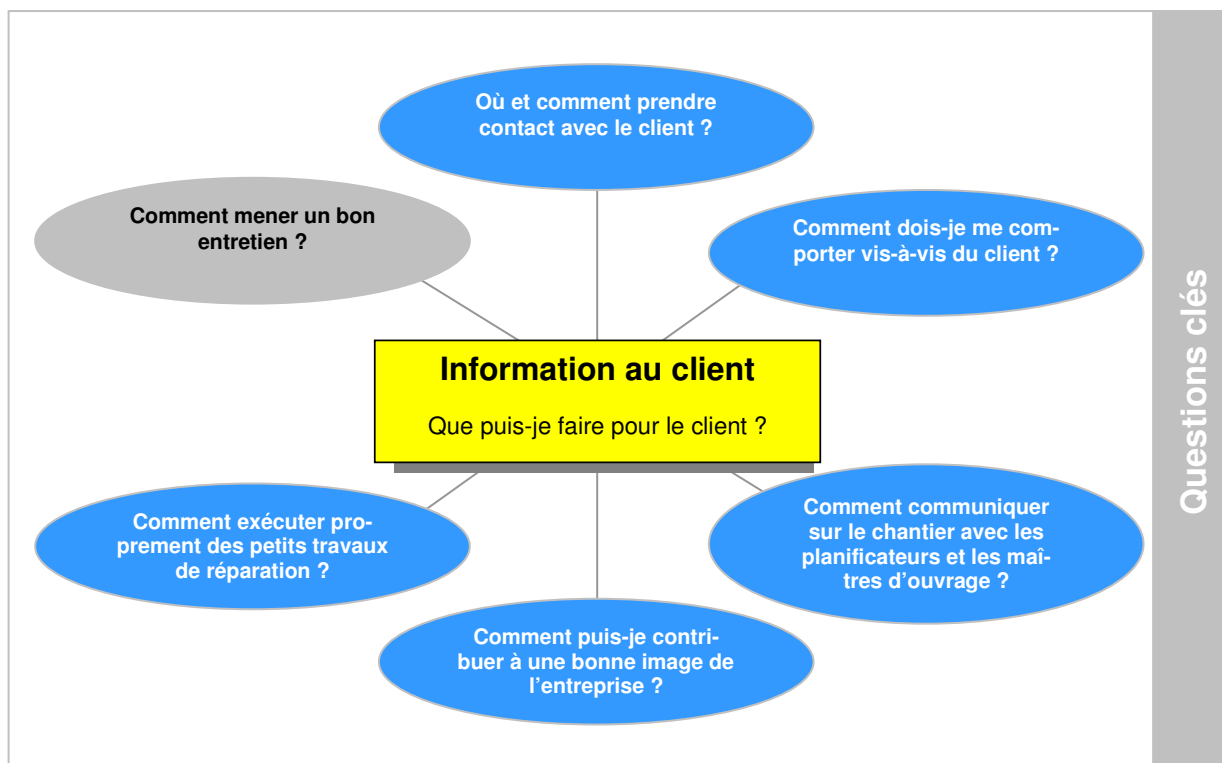 Où et comment prendre
contact avec le client ?
Comment mener un bon
entretien ?
Comment dois-je me com-
porter vis-à-vis du client ?
Information au client
Que puis-je faire pour le client ?
Comment exécuter pro-
prement des petits travaux
de réparation ?
Comment communiquer
sur le chantier avec les
planificateurs et les maî-
tres d'ouvrage ?
Comment puis-je contri-
buer à une bonne image de
l'entreprise ?
Questions clés